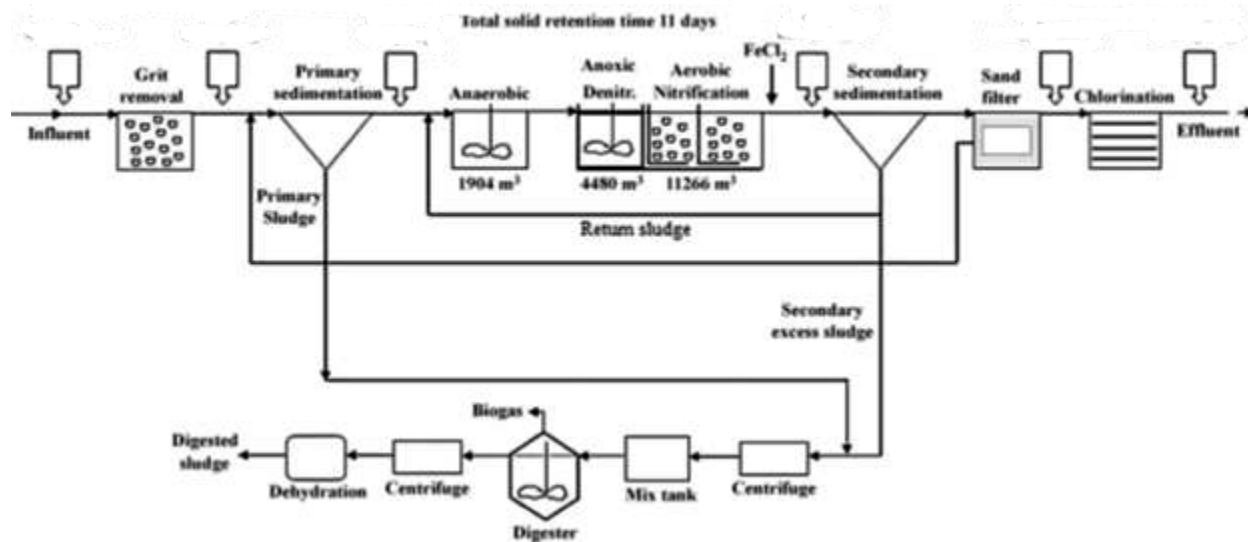 Total solid retention time 11 days
FeCl2
Grit
removal
Primary
sedimentation
Anaerobic
Anoxic
Denitr.
Aerobic
Nitrification
Secondary
sedimentation
Sand
filter
Chlorination
Influent
Effluent
1904 m3
4480 m3
11266 m3
Primary
Sludge
Return sludge
Secondary
excess sludge
Biogas
Digested
sludge
Dehydration
Centrifuge
Digester
Mix tank
Centrifuge